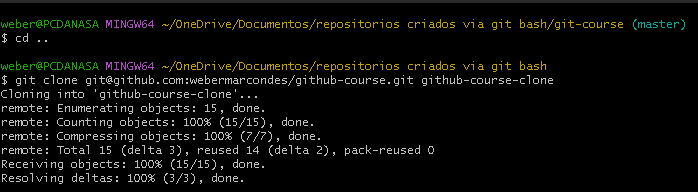 weber@PCDANASA MINGW64 ~/OneDrive/Documentos/repositorios criados via git bash/git-course (master)
$ cd ..
weber@PCDANASA MINGW64 ~/OneDrive/Documentos/repositorios criados via git bash
$ git clone git@github.com:webermarcondes/github-course.git github-course-clone
Cloning into 'github-course-clone'...
remote: Enumerating objects: 15, done.
remote: Counting objects: 100% (15/15), done.
remote: Compressing objects: 100% (7/7), done.
remote: Total 15 (delta 3), reused 14 (delta 2), pack-reused 0
Receiving objects: 100% (15/15), done.
Resolving deltas: 100% (3/3), done.